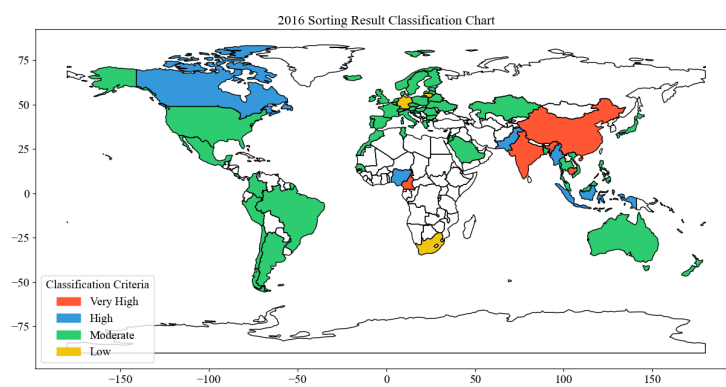 2016 Sorting Result Classification Chart
75
50
25
0
−25
−50
−75
Classification Criteria
Very High
High
Moderate
Low
−150 −100 −50 0 50 100 150